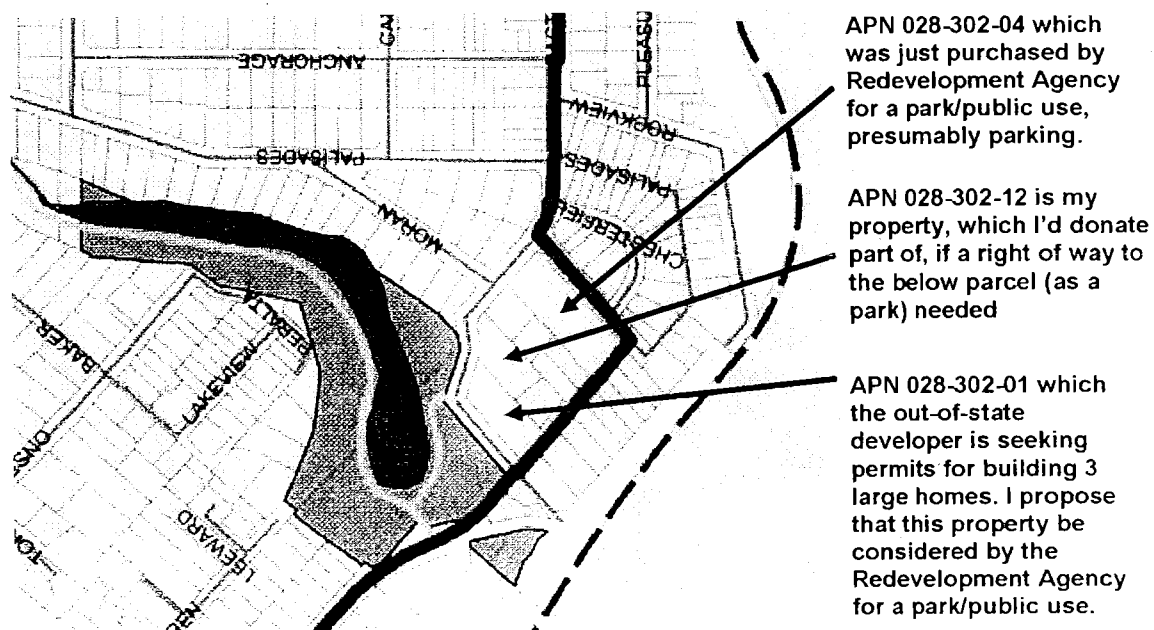 APN 028-302-04 which
was just purchased by
Redevelopment Agency
for a park/public use,
presumably parking.
APN 028-302-12 is my
property, which I'd donate
part of, if a right of way to
the below parcel (as a
park) needed
APN 028-302-01 which
the out-of-state
developer is seeking
permits for building 3
large homes. I propose
that this property be
considered by the
Redevelopment Agency
for a park/public use.
ANCHORAGE
PALISADES
MORAN
ROCKVIEW
PALISADES
CHESTERFIEL
PLEASU
BAKER
LAKEVIEW
PERALTA
LEEWARD